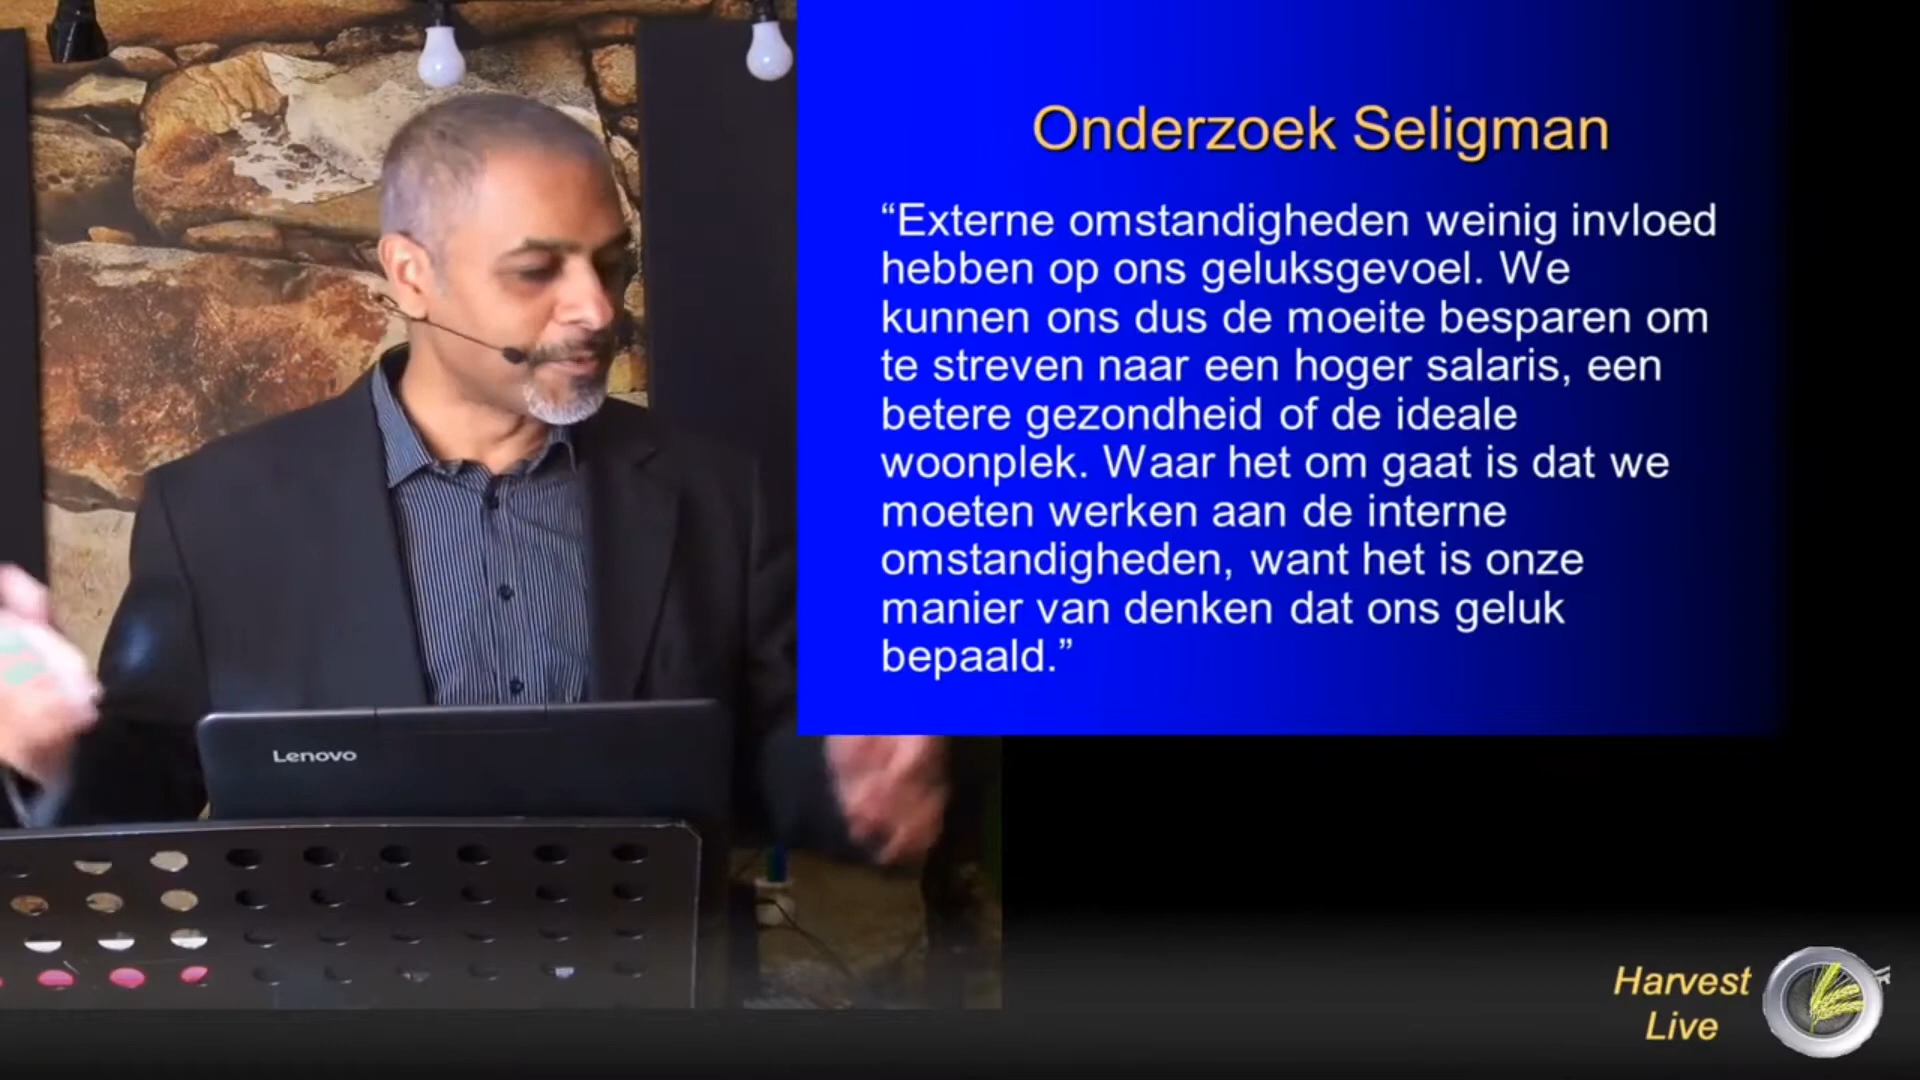 Onderzoek Seligman
“Externe omstandigheden weinig invloed
hebben op ons geluksgevoel. We
kunnen ons dus de moeite besparen om
te streven naar een hoger salaris, een
betere gezondheid of de ideale
woonplek. Waar het om gaat is dat we
moeten werken aan de interne
omstandigheden, want het is onze
manier van denken dat ons geluk
bepaald.”
Lenovo
Harvest
Live